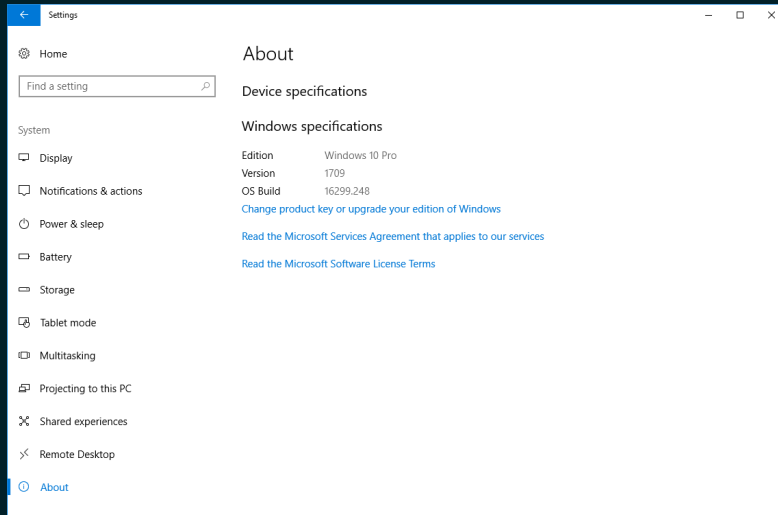 Settings
Home
Find a setting
System
Display
Notifications & actions
Power & sleep
Battery
Storage
Tablet mode
Multitasking
Projecting to this PC
Shared experiences
Remote Desktop
About
About
Device specifications
Windows specifications
Edition Windows 10 Pro
Version 1709
OS Build 16299.248
Change product key or upgrade your edition of Windows
Read the Microsoft Services Agreement that applies to our services
Read the Microsoft Software License Terms